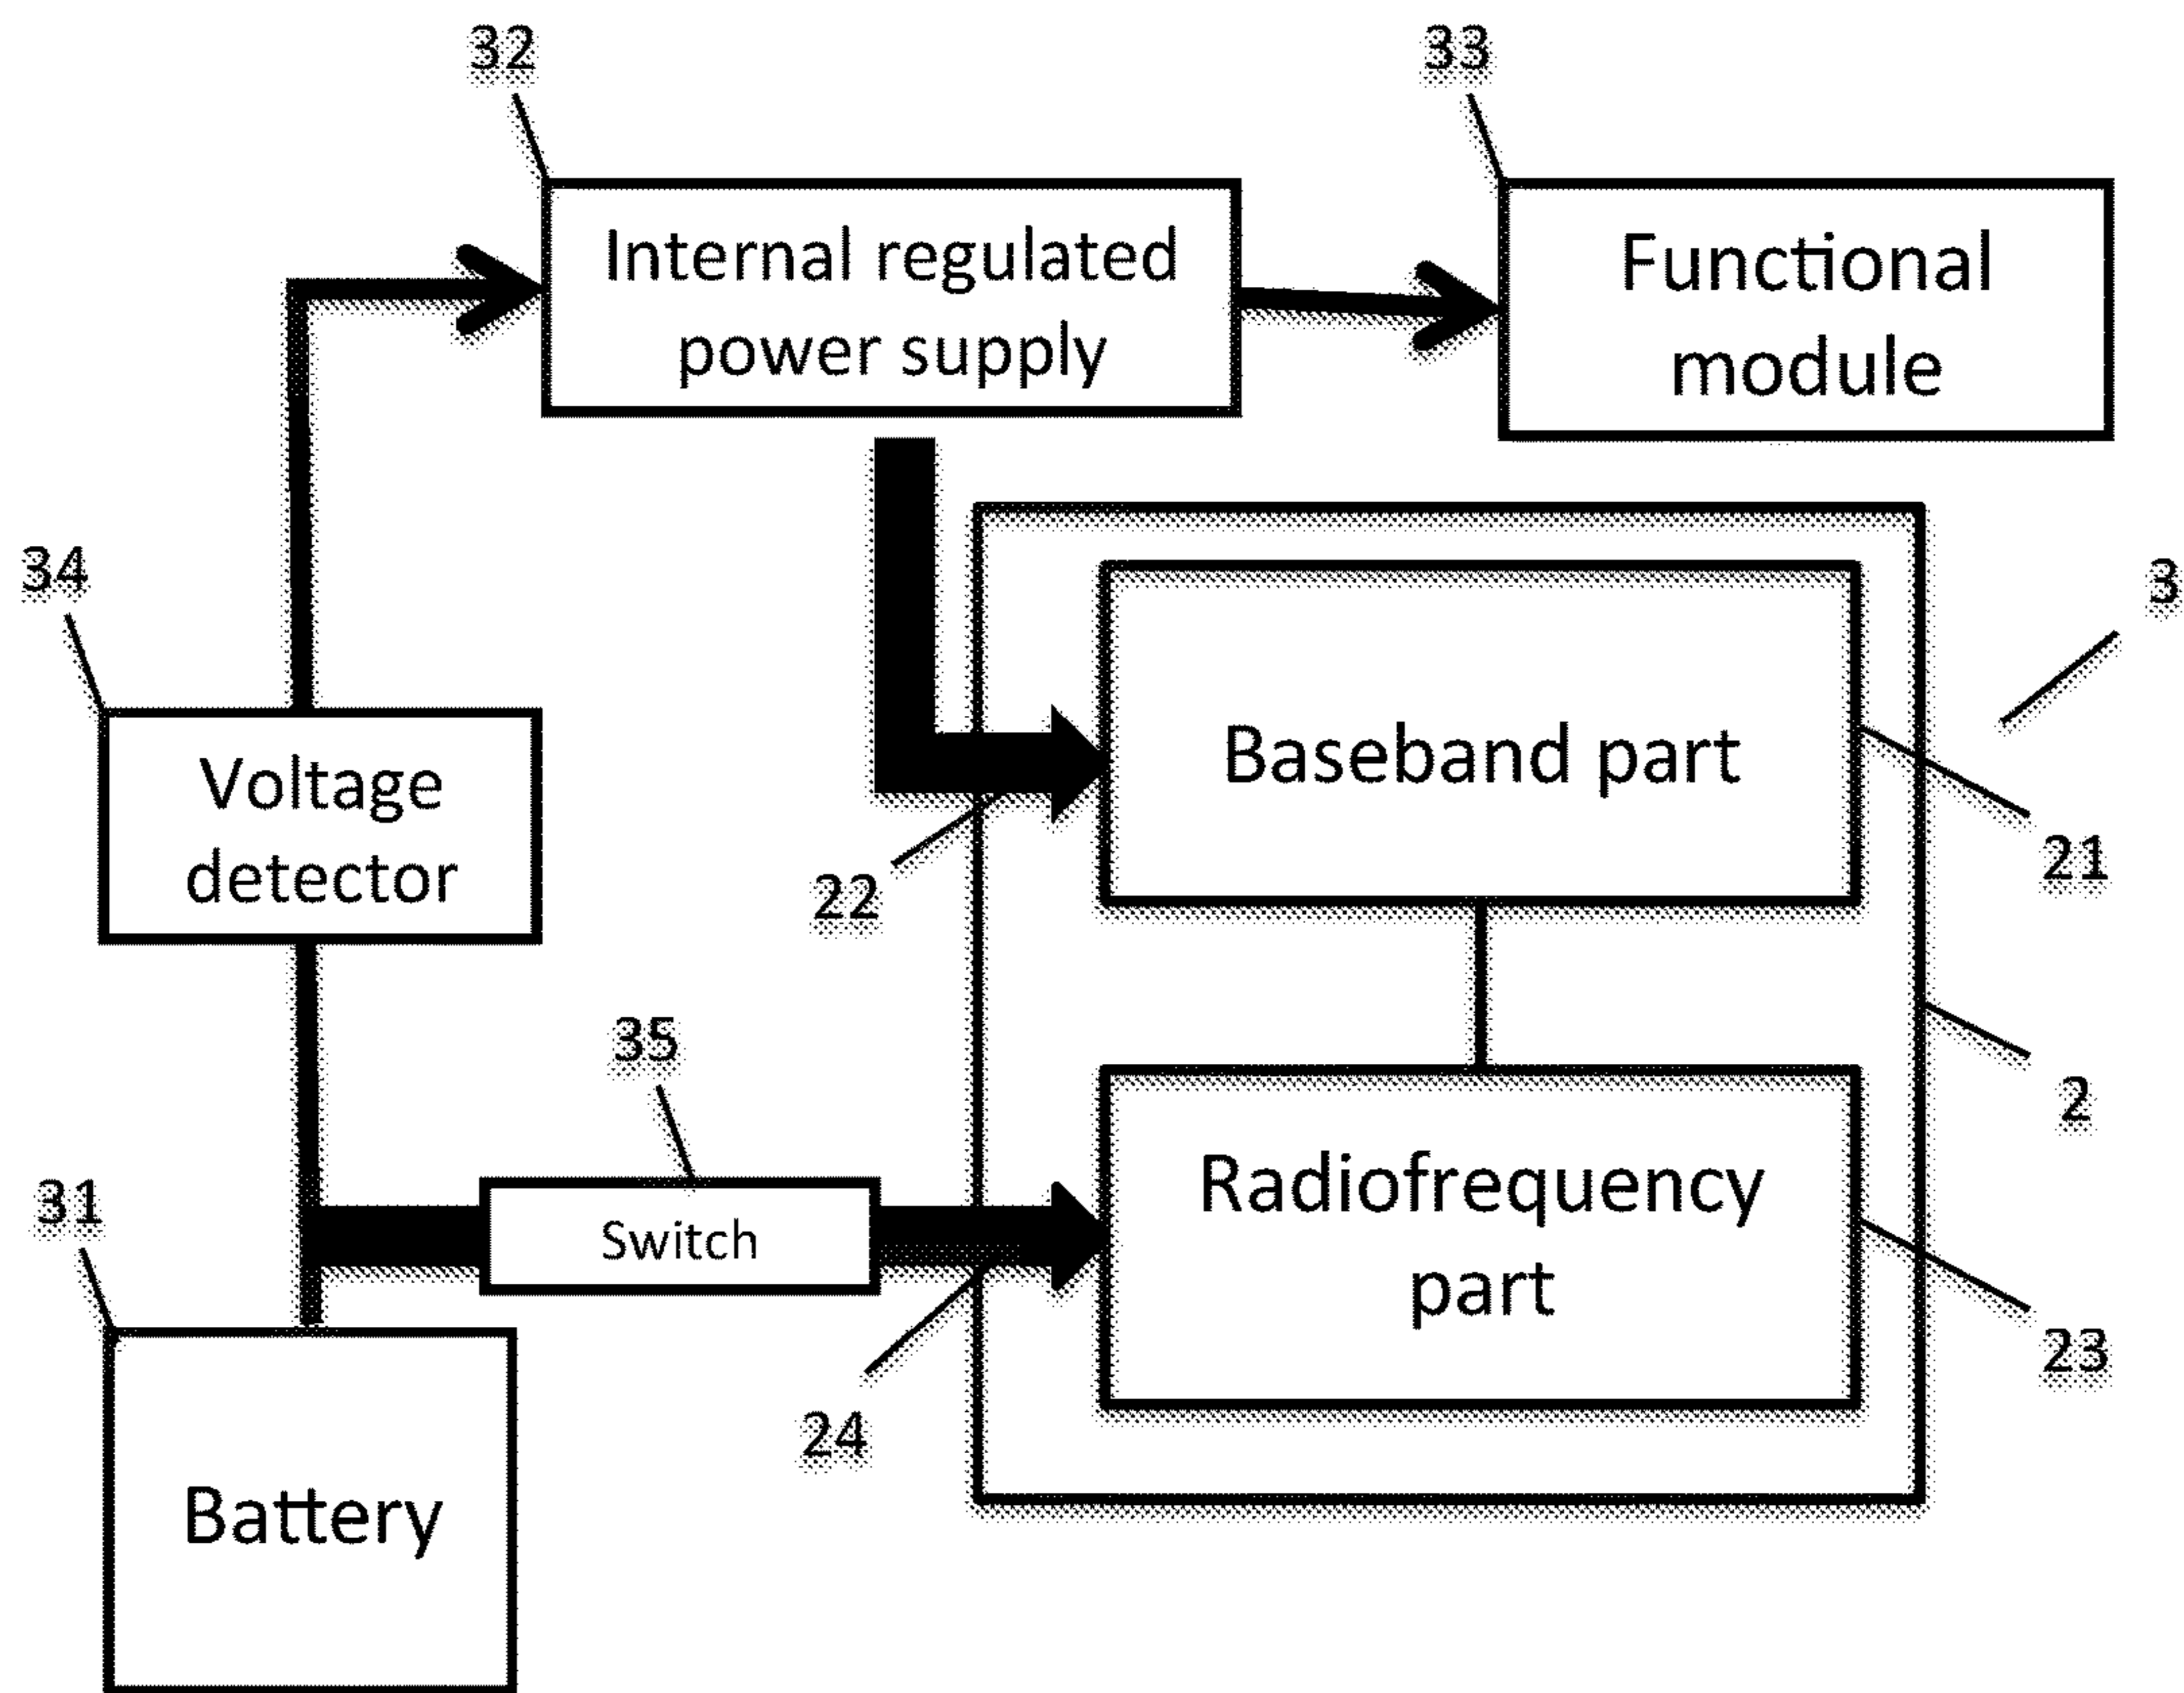 32
33
Internal regulated
power supply
Functional
module
34
3
Voltage
detector
Baseband part
22
21
35
2
31
Switch
Radiofrequency
part
24
23
Battery